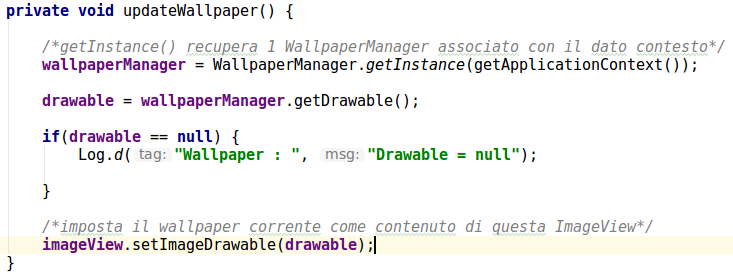 private void updateWallpaper() {
/*getInstance() recupera 1 WallpaperManager associato con il dato contesto*/
wallpaperManager = WallpaperManager.getInstance(getApplicationContext());
drawable = wallpaperManager.getDrawable();
if(drawable == null) {
Log.d( tag: "Wallpaper : ", msg: "Drawable = null");
}
/*imposta il wallpaper corrente come contenuto di questa ImageView*/
imageView.setImageDrawable(drawable);
}